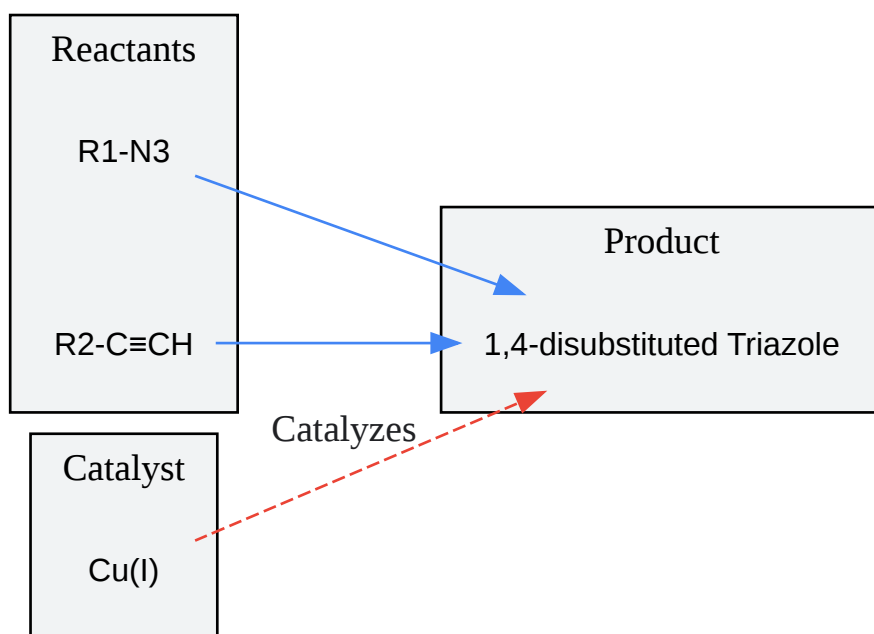 Reactants
R1-N3
R2-C≡CH
Product
1,4-disubstituted Triazole
Catalyzes
Catalyst
Cu(I)